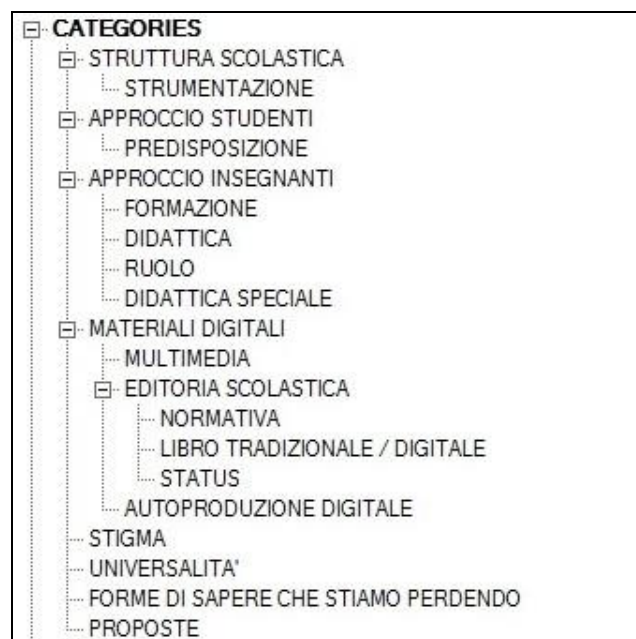 CATEGORIES
STRUTTURA SCOLASTICA
STRUMENTAZIONE
APPROCCIO STUDENTI
PREDISPOSIZIONE
APPROCCIO INSEGNANTI
FORMAZIONE
DIDATTICA
RUOLO
DIDATTICA SPECIALE
MATERIALI DIGITALI
MULTIMEDIA
EDITORIA SCOLASTICA
NORMATIVA
LIBRO TRADIZIONALE / DIGITALE
STATUS
AUTOPRODUZIONE DIGITALE
STIGMA
UNIVERSALITA'
FORME DI SAPERE CHE STIAMO PERDENDO
PROPOSTE